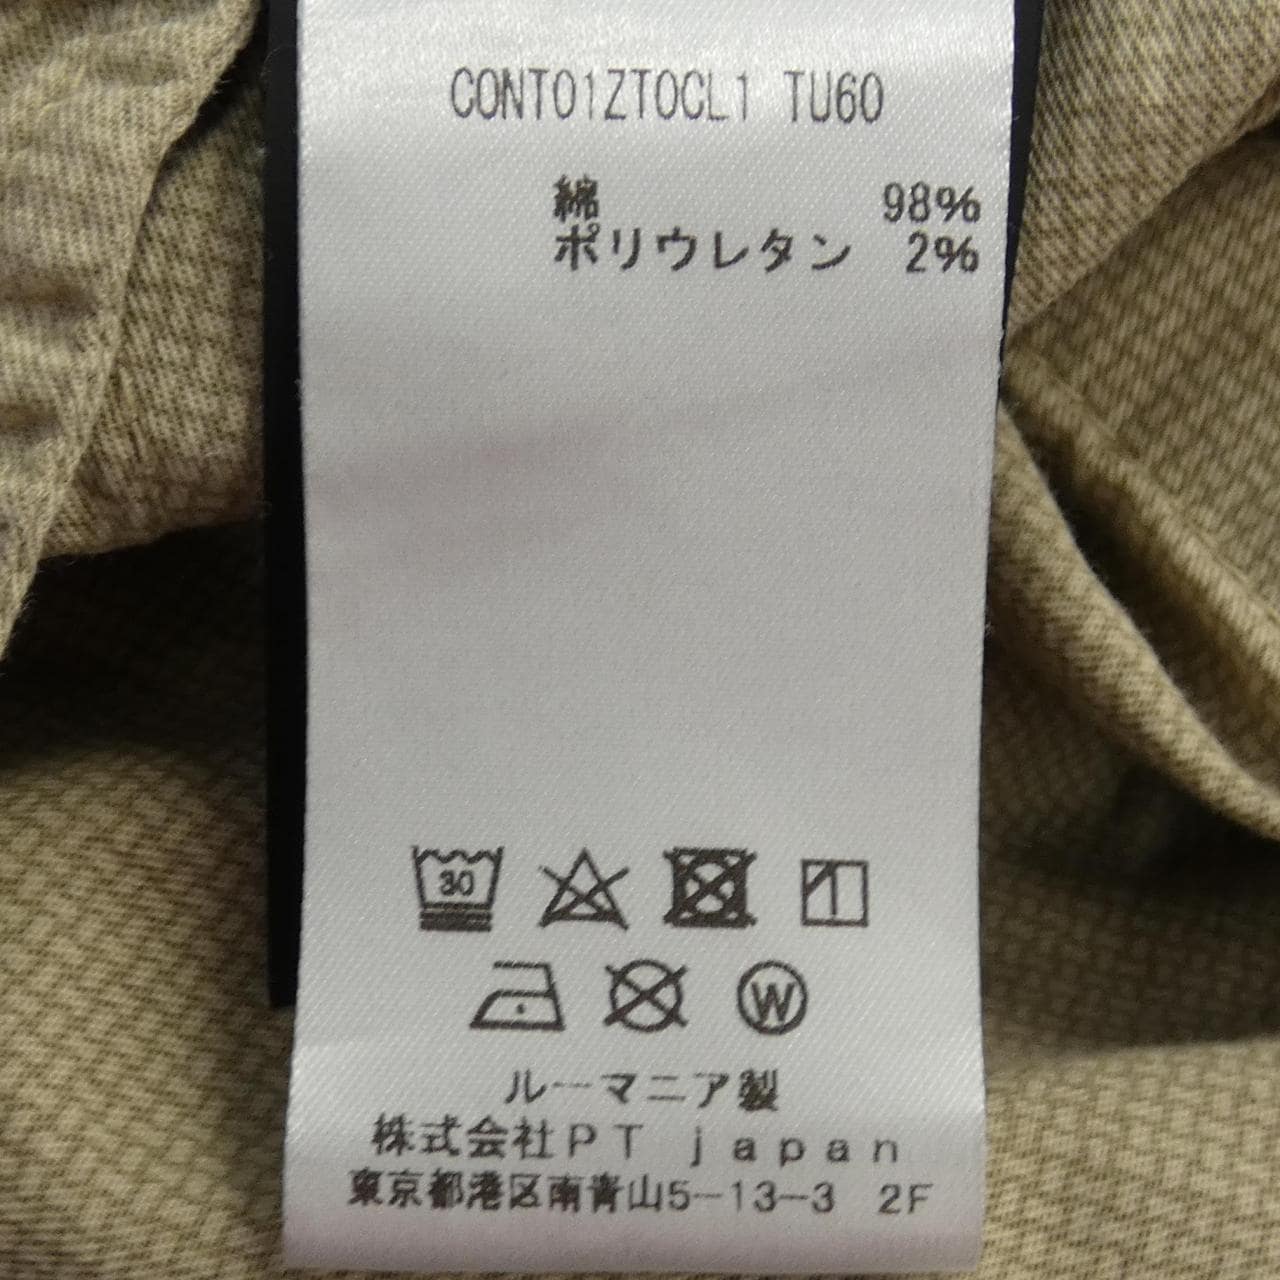 CONT01ZT0CL1 TU60
綿 98%
ポリウレタン 2%
30
W
ルーマニア製
株式会社PT japan
東京都港区南青山5-13-3 2F